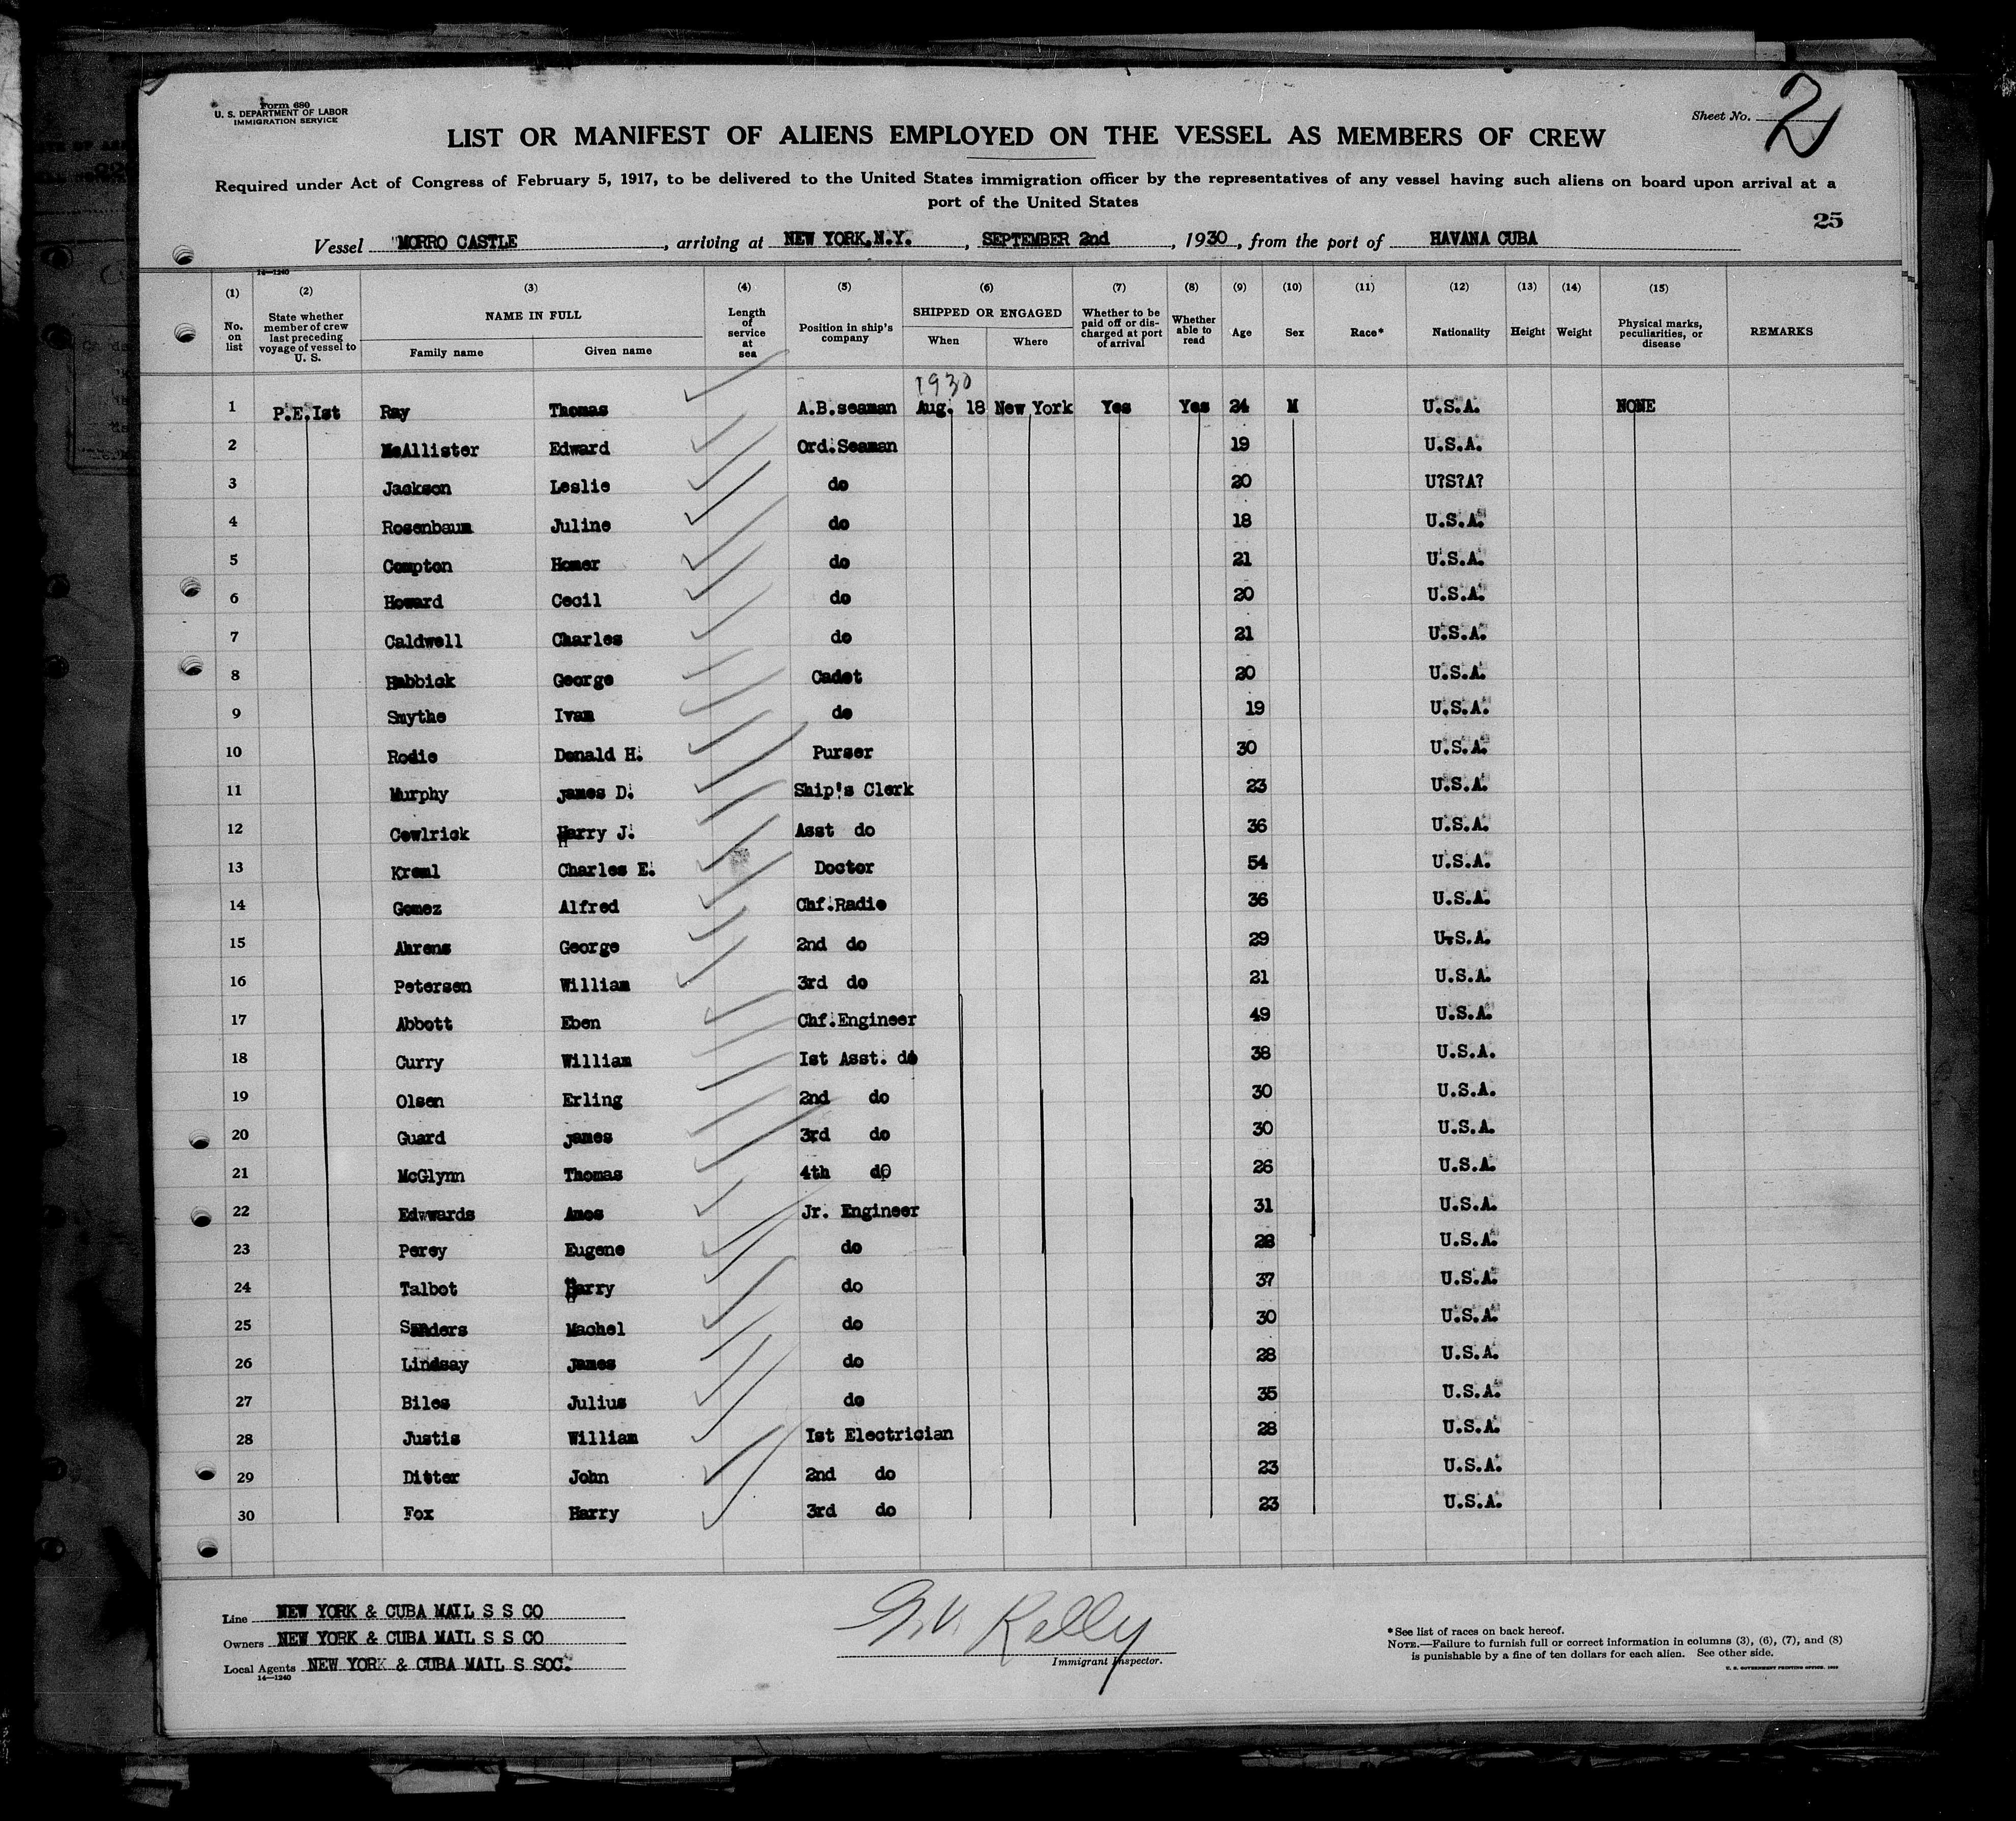 Form 680
U. S. DEPARTMENT OF LABOR
IMMIGRATION SERVICE
Sheet No. 2
LIST OR MANIFEST OF ALIENS EMPLOYED ON THE VESSEL AS MEMBERS OF CREW
Required under Act of Congress of February 5, 1917, to be delivered to the United States immigration officer by the representatives of any vessel having such aliens on board upon arrival at a
port of the United States
25
Vessel "MORRO CASTLE, arriving at NEW YORK,N.Y., SEPTEMBER 2nd, 1930, from the port of HAVANA CUBA
14—1240
(1) No. on list
(2) State whether member of crew last preceding voyage of vessel to U. S.
(3) NAME IN FULL Family name Given name
(4) Length of service at sea
(5) Position in ship's company
(6) SHIPPED OR ENGAGED When Where
(7) Whether to be paid off or discharged at port of arrival
(8) Whether able to read
(9) Age
(10) Sex
(11) Race*
(12) Nationality
(13) Height
(14) Weight
(15) Physical marks, peculiarities, or disease
REMARKS
1930
1 P.E.Ist Ray Thomas A.B.seaman Aug. 18 New York Yes Yes 24 M U.S.A. NONE
2 McAllister Edward Ord.Seaman 19 U.S.A.
3 Jackson Leslie do 20 U?S?A?
4 Rosenbaum Juline do 18 U.S.A.
5 Compton Homer do 21 U.S.A.
6 Howard Cecil do 20 U.S.A.
7 Caldwell Charles do 21 U.S.A.
8 Habbick George Cadet 20 U.S.A.
9 Smythe Ivan do 19 U.S.A.
10 Rodie Donald H. Purser 30 U.S.A.
11 Murphy james D. Ship's Clerk 23 U.S.A.
12 Cowlrick Harry J. Asst do 36 U.S.A.
13 Kreml Charles E. Doctor 54 U.S.A.
14 Gomez Alfred Chf.Radio 36 U.S.A.
15 Ahrens George 2nd do 29 U.S.A.
16 Petersen William 3rd do 21 U.S.A.
17 Abbott Eben Chf.Engineer 49 U.S.A.
18 Curry William Ist Asst. do 38 U.S.A.
19 Olsen Erling 2nd do 30 U.S.A.
20 Guard james 3rd do 30 U.S.A.
21 McGlynn Thomas 4th do 26 U.S.A.
22 Edwwards Amos Jr. Engineer 31 U.S.A.
23 Perey Eugene do 28 U.S.A.
24 Talbot Harry do 37 U.S.A.
25 Sanders Machel do 30 U.S.A.
26 Lindsay James do 28 U.S.A.
27 Biles Julius do 35 U.S.A.
28 Justis William Ist Electrician 28 U.S.A.
29 Ditter John 2nd do 23 U.S.A.
30 Fox Harry 3rd do 23 U.S.A.
Line NEW YORK & CUBA MAIL S S CO
Owners NEW YORK & CUBA MAIL S S CO
Local Agents NEW YORK & CUBA MAIL S SOC.
14—1240
Kelly
Immigrant Inspector.
*See list of races on back hereof.
NOTE.—Failure to furnish full or correct information in columns (3), (6), (7), and (8)
is punishable by a fine of ten dollars for each alien. See other side.